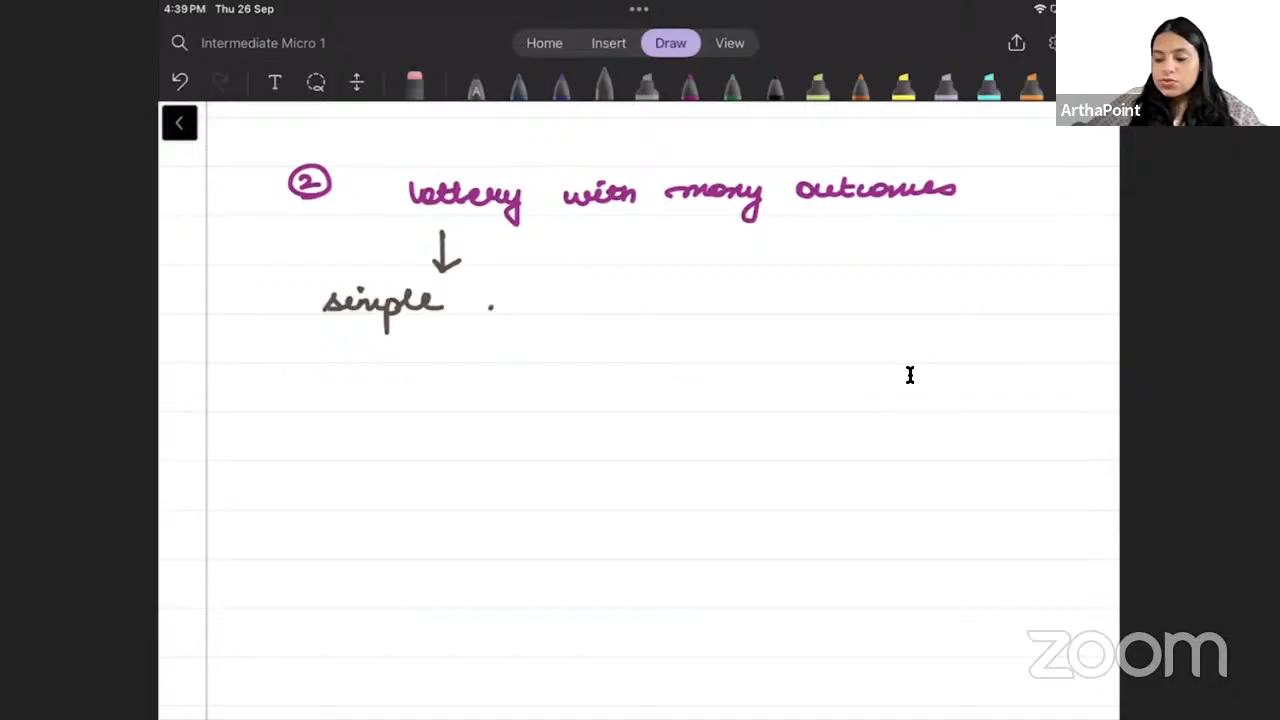 4:39 PM Thu 26 Sep
Intermediate Micro 1
Home Insert Draw View
T
A
ArthaPoint
2 lottery with many outcomes
simple .
zoom